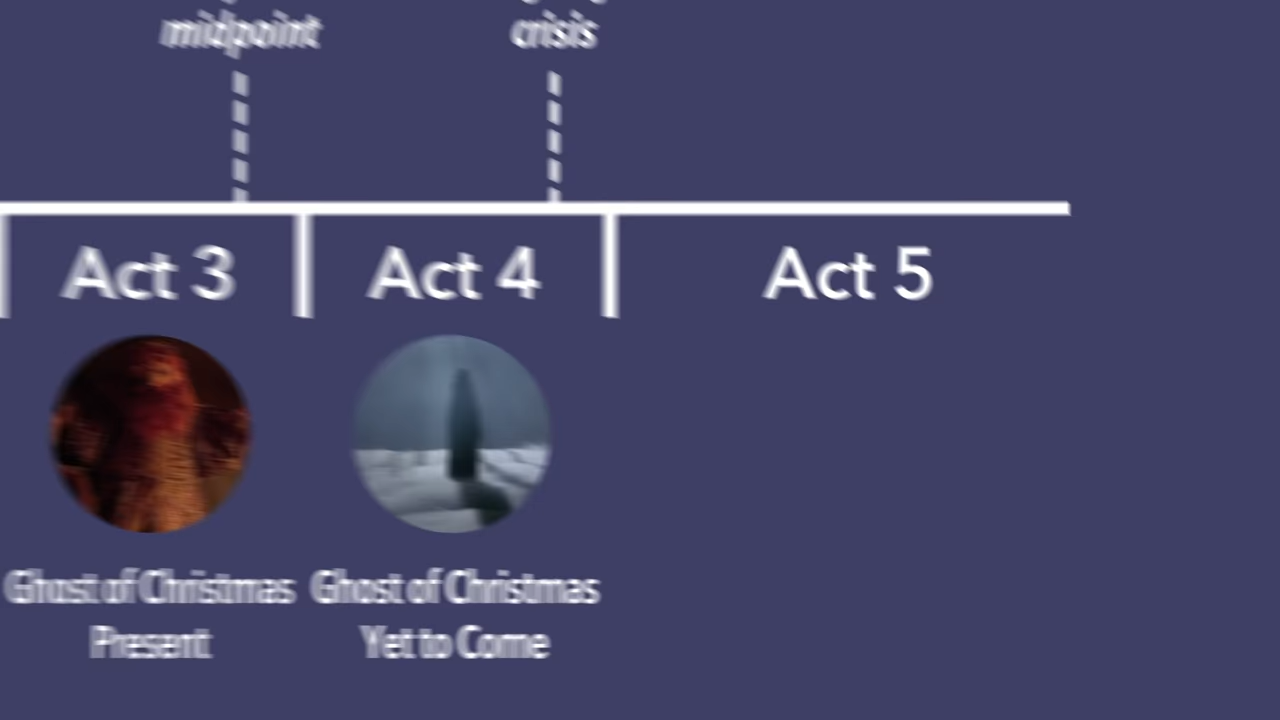 midpoint
crisis
Act 3
Act 4
Act 5
Ghost of Christmas
Present
Ghost of Christmas
Yet to Come